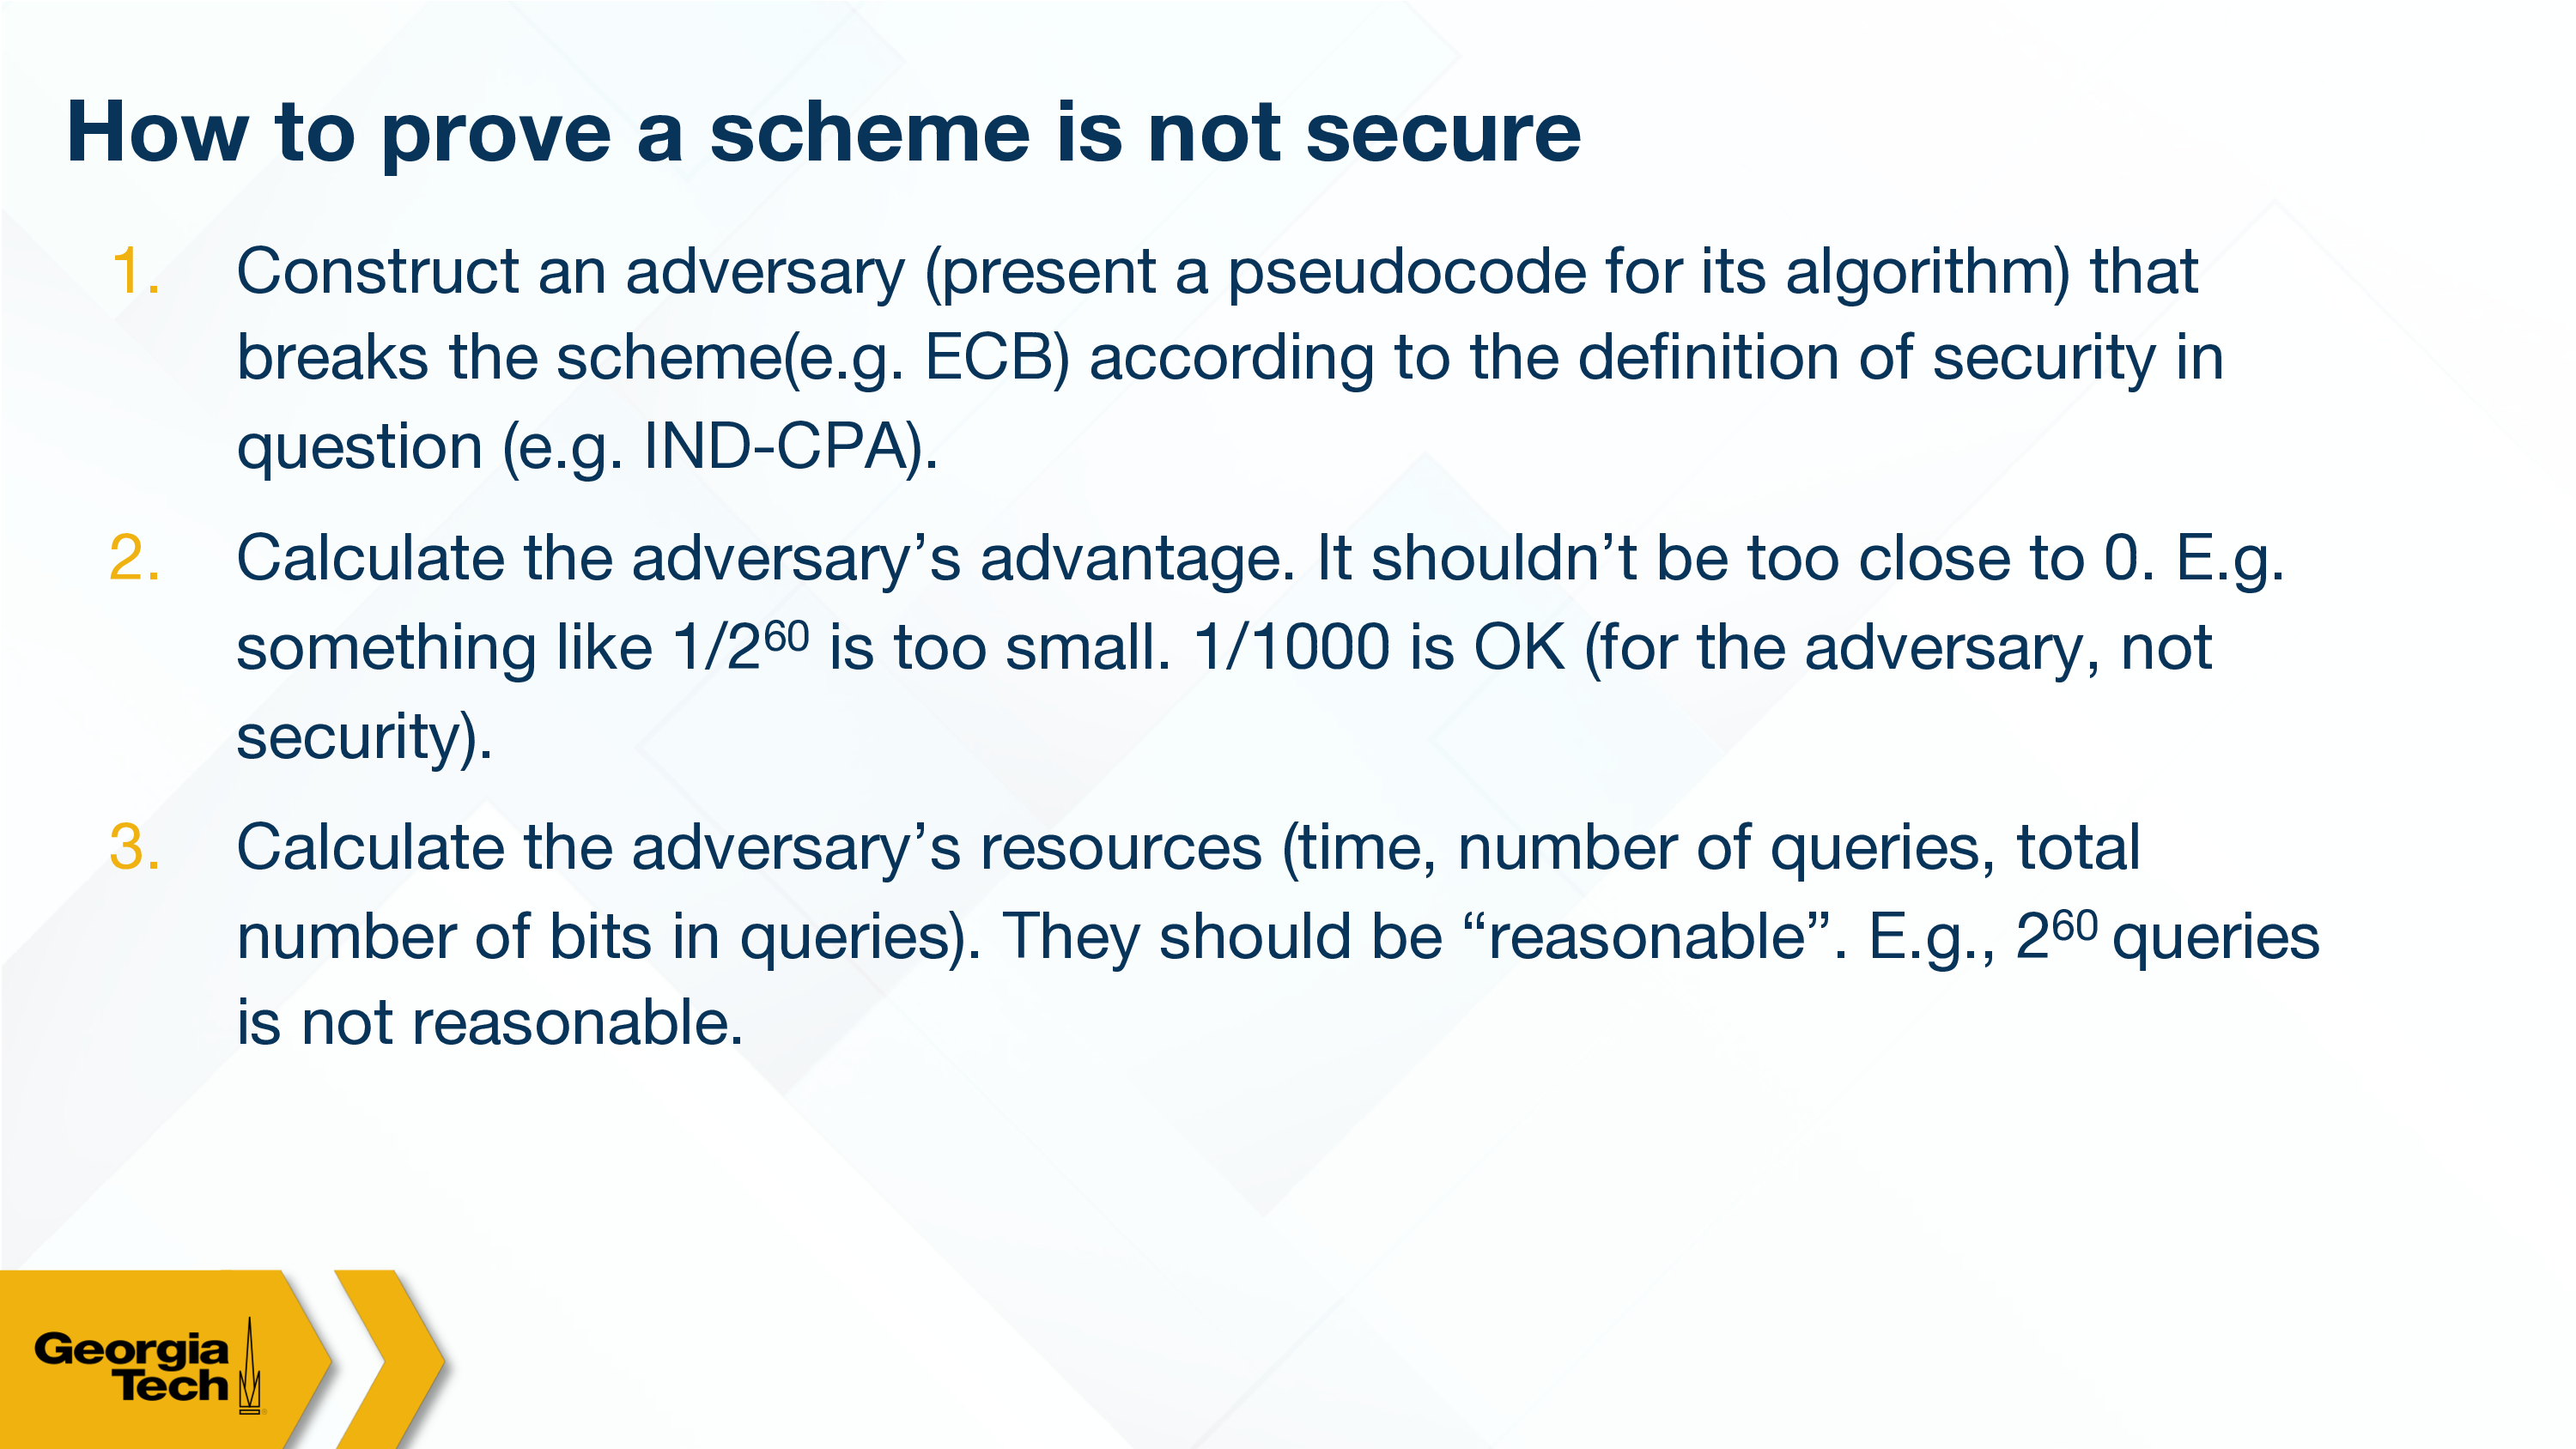 How to prove a scheme is not secure
1. Construct an adversary (present a pseudocode for its algorithm) that
breaks the scheme(e.g. ECB) according to the definition of security in
question (e.g. IND-CPA).
2. Calculate the adversary’s advantage. It shouldn’t be too close to 0. E.g.
something like 1/2⁶⁰ is too small. 1/1000 is OK (for the adversary, not
security).
3. Calculate the adversary’s resources (time, number of queries, total
number of bits in queries). They should be “reasonable”. E.g., 2⁶⁰ queries
is not reasonable.
Georgia
Tech